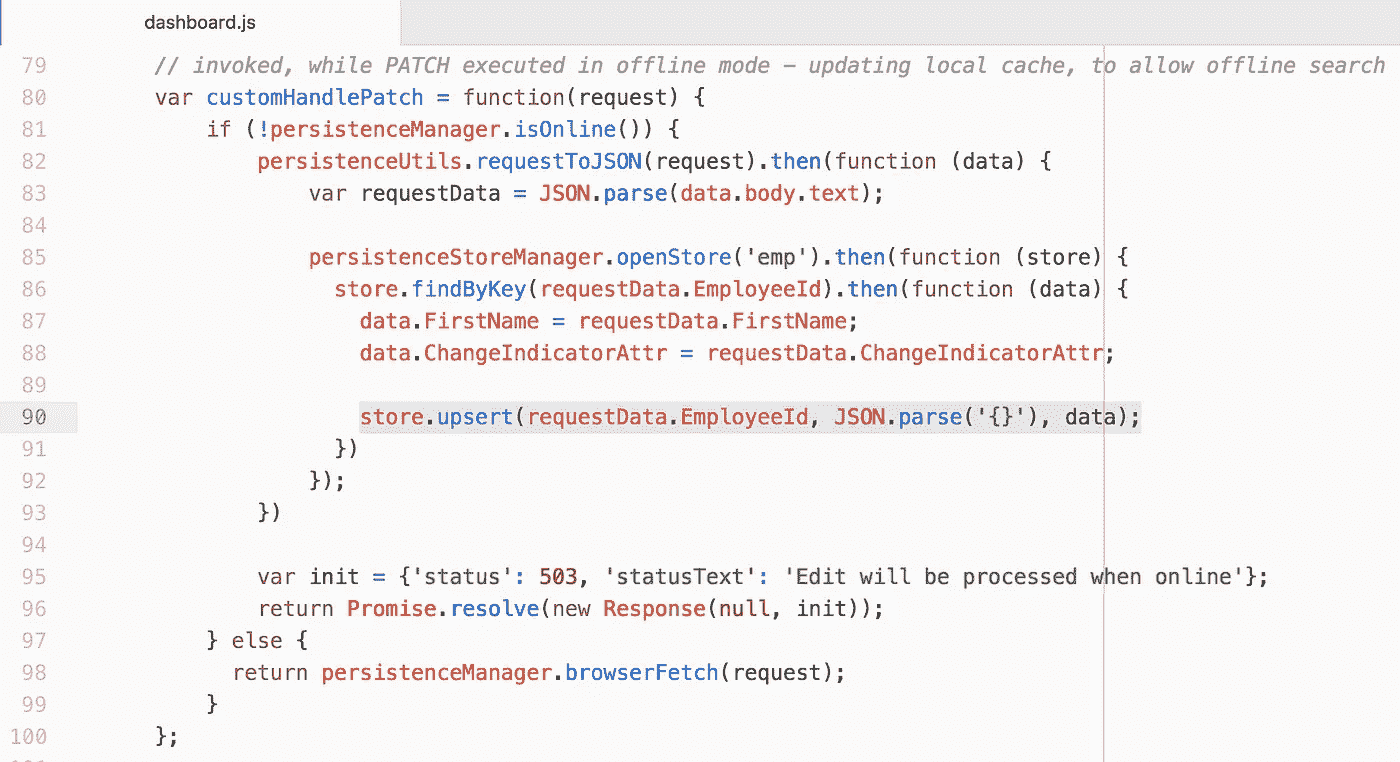 dashboard.js
79 // invoked, while PATCH executed in offline mode – updating local cache, to allow offline search
80 var customHandlePatch = function(request) {
81 if (!persistenceManager.isOnline()) {
82 persistenceUtils.requestToJSON(request).then(function (data) {
83 var requestData = JSON.parse(data.body.text);
84
85 persistenceStoreManager.openStore('emp').then(function (store) {
86 store.findByKey(requestData.EmployeeId).then(function (data) {
87 data.FirstName = requestData.FirstName;
88 data.ChangeIndicatorAttr = requestData.ChangeIndicatorAttr;
89
90 store.upsert(requestData.EmployeeId, JSON.parse('{}'), data);
91 })
92 });
93 })
94
95 var init = {'status': 503, 'statusText': 'Edit will be processed when online'};
96 return Promise.resolve(new Response(null, init));
97 } else {
98 return persistenceManager.browserFetch(request);
99 }
100 };